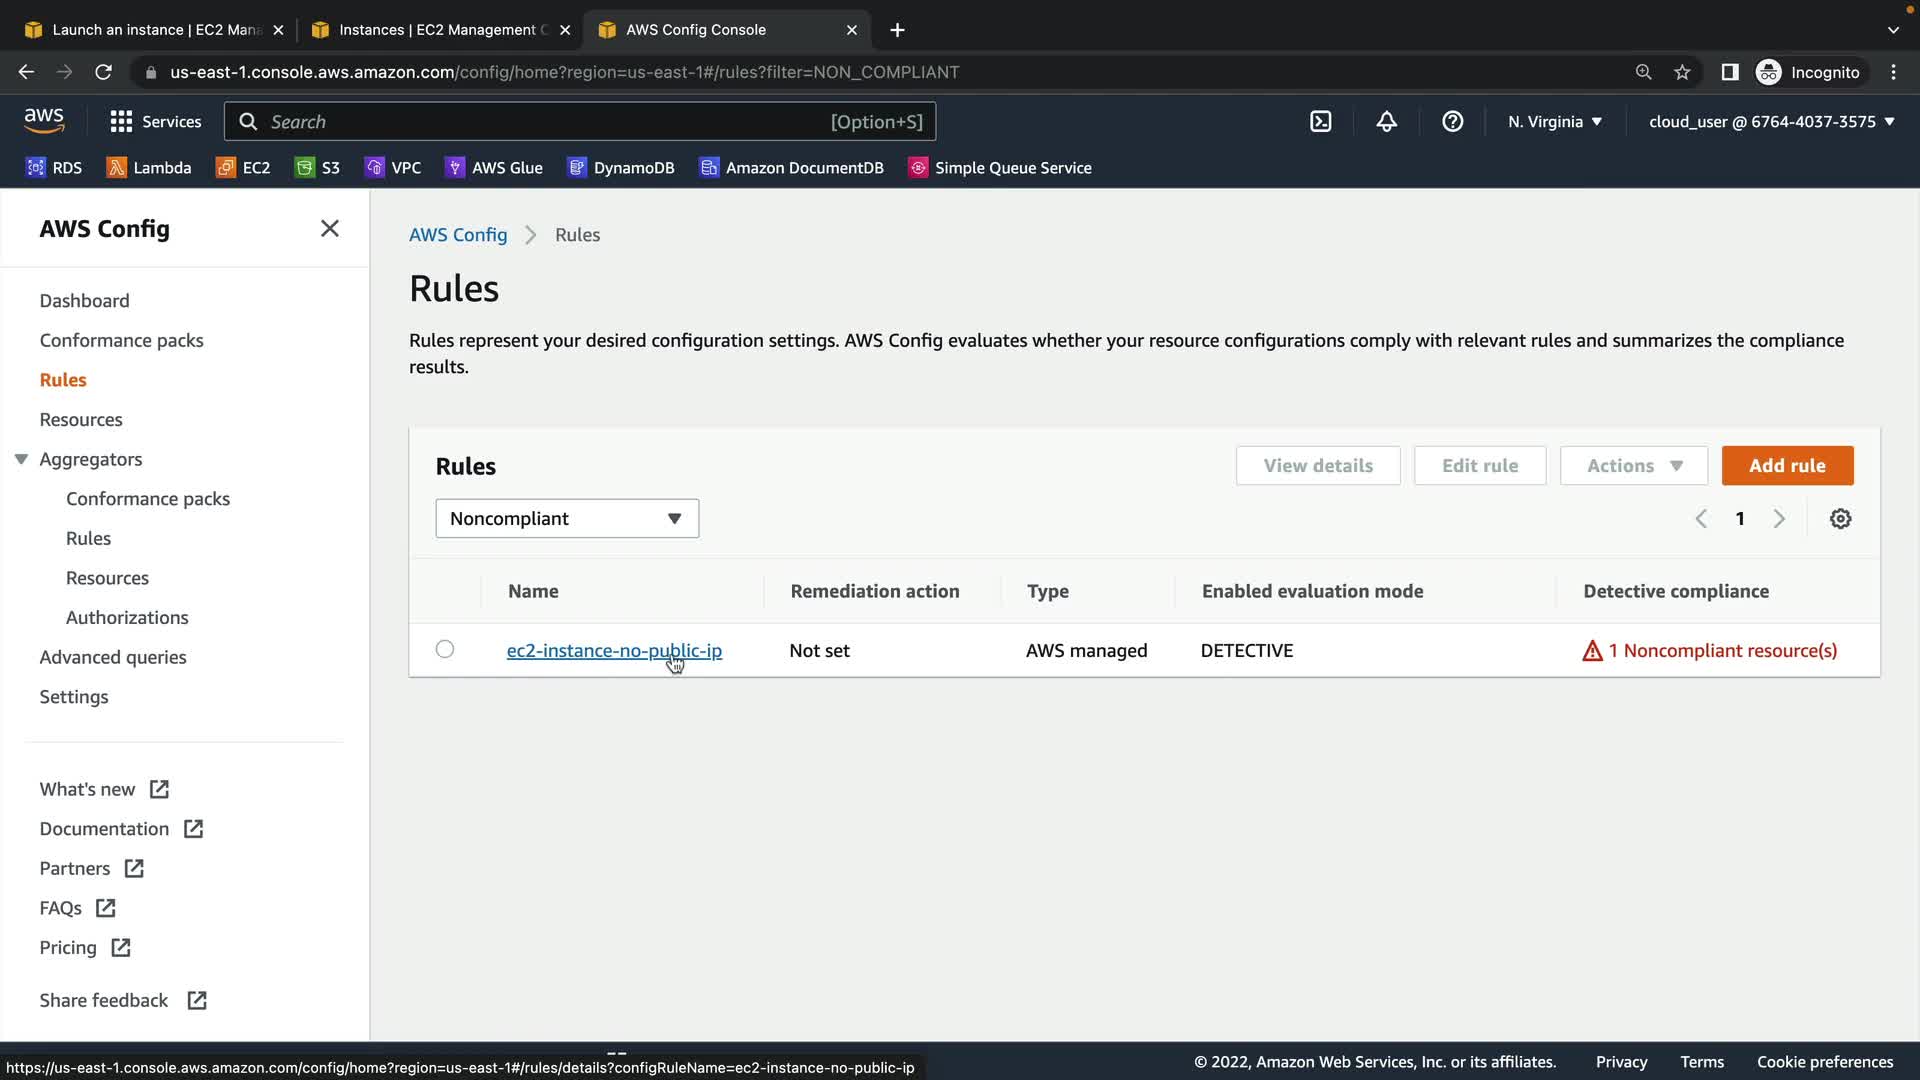 Launch an instance | EC2 Mana
Instances | EC2 Management C
AWS Config Console
us-east-1.console.aws.amazon.com/config/home?region=us-east-1#/rules?filter=NON_COMPLIANT
Incognito
aws
Services
Search
[Option+S]
N. Virginia
cloud_user @ 6764-4037-3575
RDS
Lambda
EC2
S3
VPC
AWS Glue
DynamoDB
Amazon DocumentDB
Simple Queue Service
AWS Config
Dashboard
Conformance packs
Rules
Resources
Aggregators
Conformance packs
Rules
Resources
Authorizations
Advanced queries
Settings
What's new
Documentation
Partners
FAQs
Pricing
Share feedback
AWS Config
Rules
Rules
Rules represent your desired configuration settings. AWS Config evaluates whether your resource configurations comply with relevant rules and summarizes the compliance
results.
Rules
View details
Edit rule
Actions
Add rule
Noncompliant
1
Name
Remediation action
Type
Enabled evaluation mode
Detective compliance
ec2-instance-no-public-ip
Not set
AWS managed
DETECTIVE
1 Noncompliant resource(s)
https://us-east-1.console.aws.amazon.com/config/home?region=us-east-1#/rules/details?configRuleName=ec2-instance-no-public-ip
© 2022, Amazon Web Services, Inc. or its affiliates.
Privacy
Terms
Cookie preferences